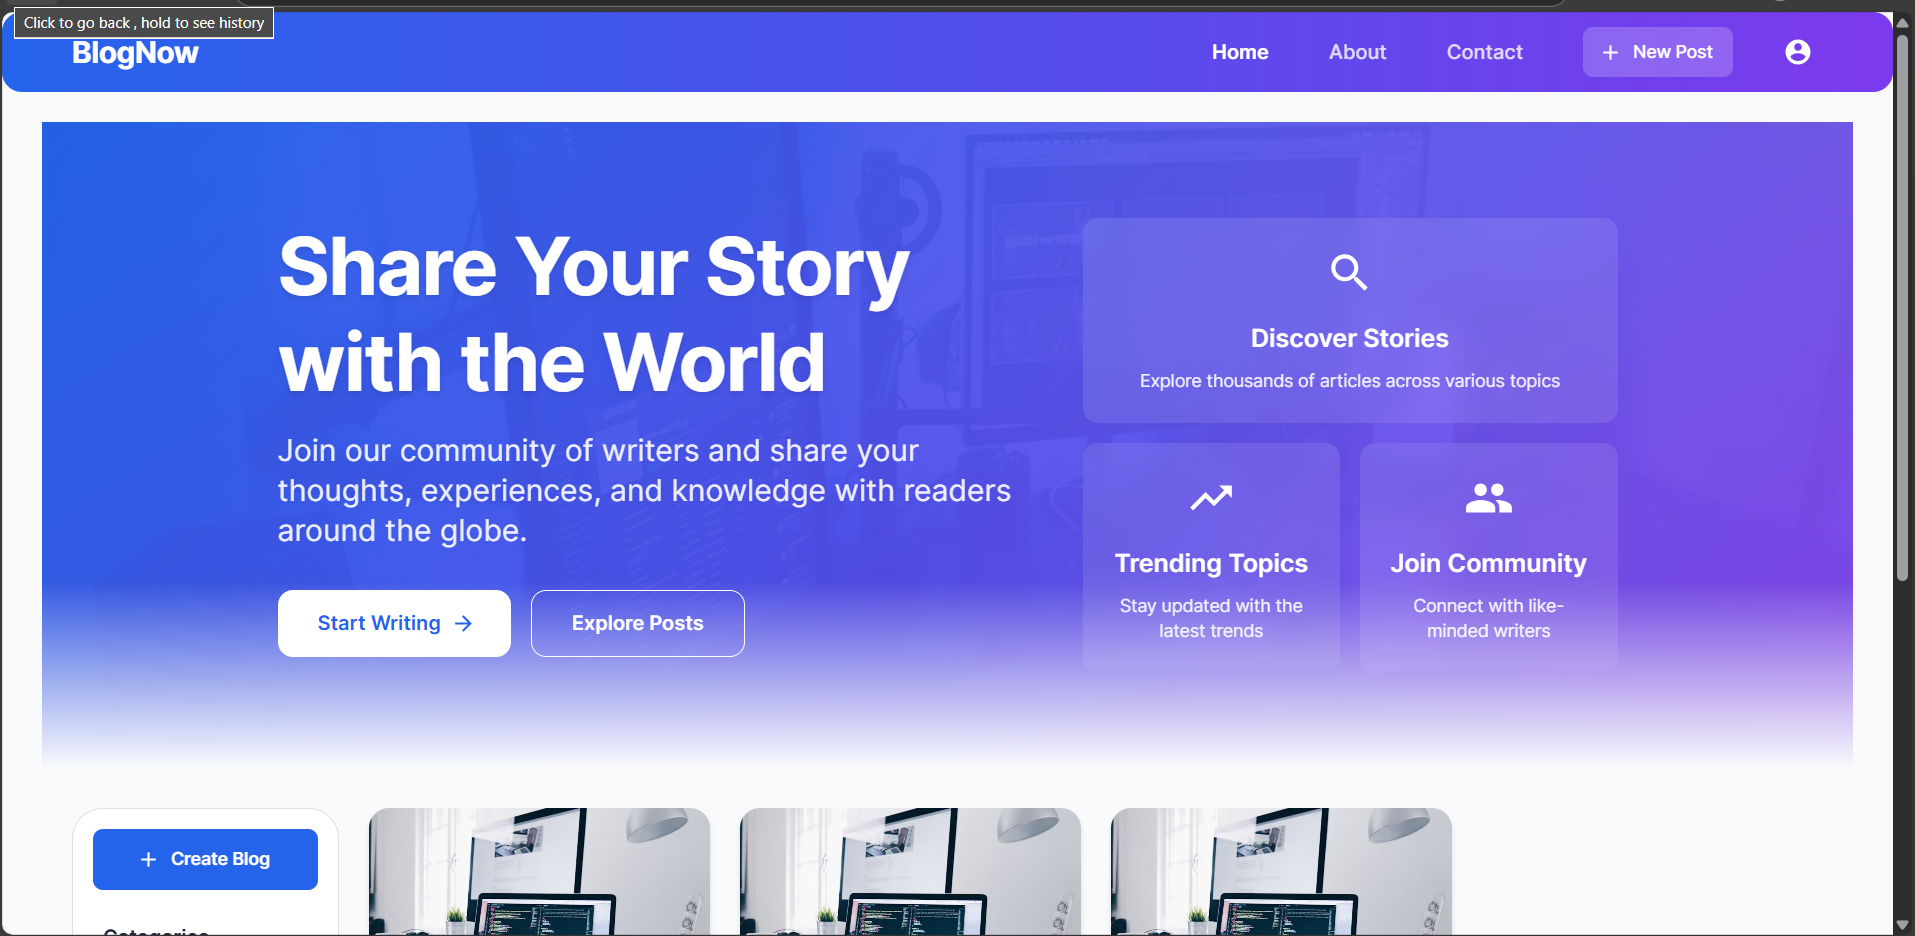 Click to go back, hold to see history
BlogNow
Home
About
Contact
+ New Post
Share Your Story
with the World
Join our community of writers and share your
thoughts, experiences, and knowledge with readers
around the globe.
Start Writing →
Explore Posts
Discover Stories
Explore thousands of articles across various topics
Trending Topics
Stay updated with the
latest trends
Join Community
Connect with like-
minded writers
+ Create Blog
Categories